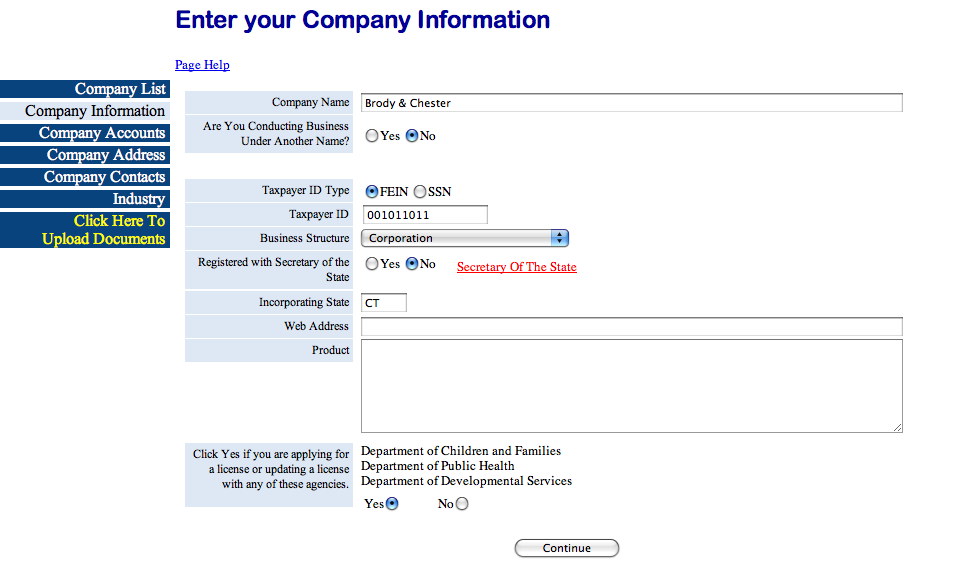 Enter your Company Information
Page Help
Company List
Company Information
Company Accounts
Company Address
Company Contacts
Industry
Click Here To
Upload Documents
Company Name
Brody & Chester
Are You Conducting Business
Under Another Name?
Yes No
Taxpayer ID Type
FEIN SSN
Taxpayer ID
001011011
Business Structure
Corporation
Registered with Secretary of the
State
Yes No
Secretary Of The State
Incorporating State
CT
Web Address
Product
Click Yes if you are applying for
a license or updating a license
with any of these agencies.
Department of Children and Families
Department of Public Health
Department of Developmental Services
Yes No
Continue